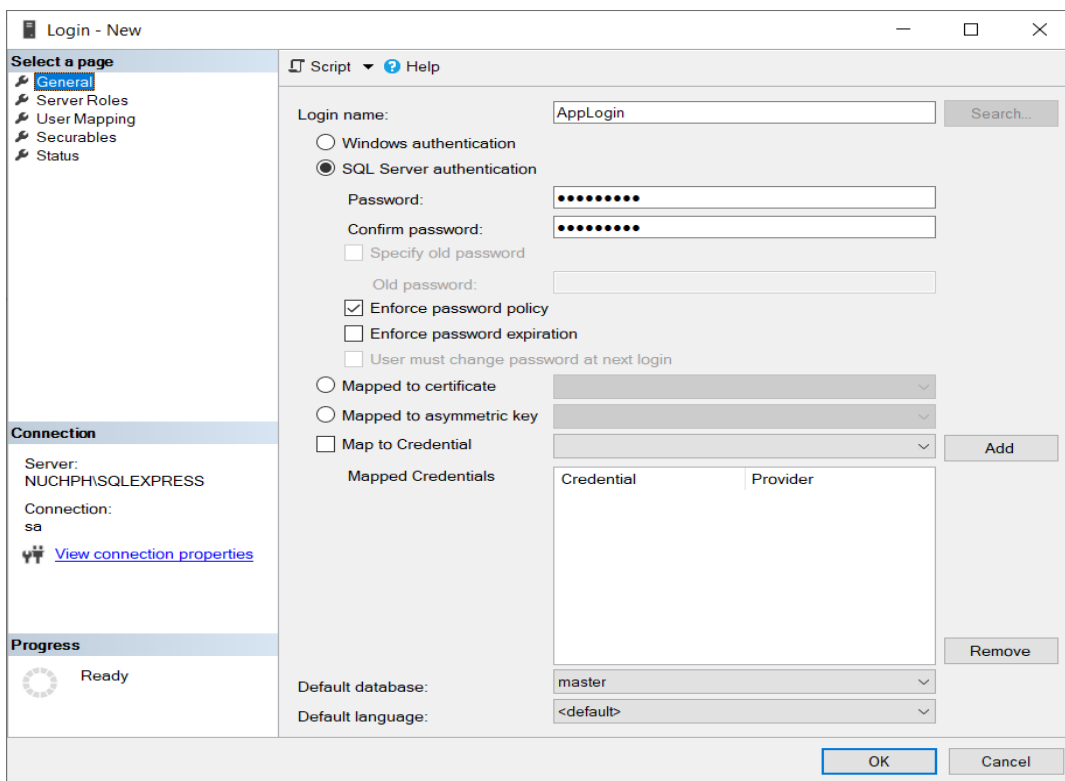 Login - New
Select a page
General
Server Roles
User Mapping
Securables
Status
Connection
Server:
NUCHPH\SQLEXPRESS
Connection:
sa
View connection properties
Progress
Ready
Script Help
Login name: AppLogin Search...
Windows authentication
SQL Server authentication
Password: •••••••••
Confirm password: •••••••••
Specify old password
Old password:
Enforce password policy
Enforce password expiration
User must change password at next login
Mapped to certificate
Mapped to asymmetric key
Map to Credential Add
Mapped Credentials Credential Provider
Remove
Default database: master
Default language: <default>
OK Cancel